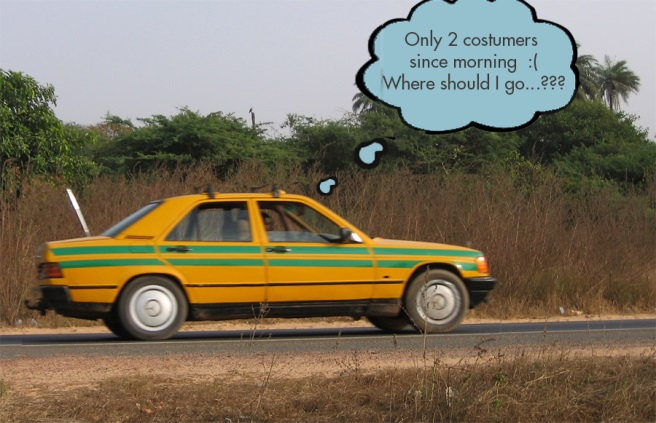 Only 2 costumers
since morning  :(
Where should I go...???